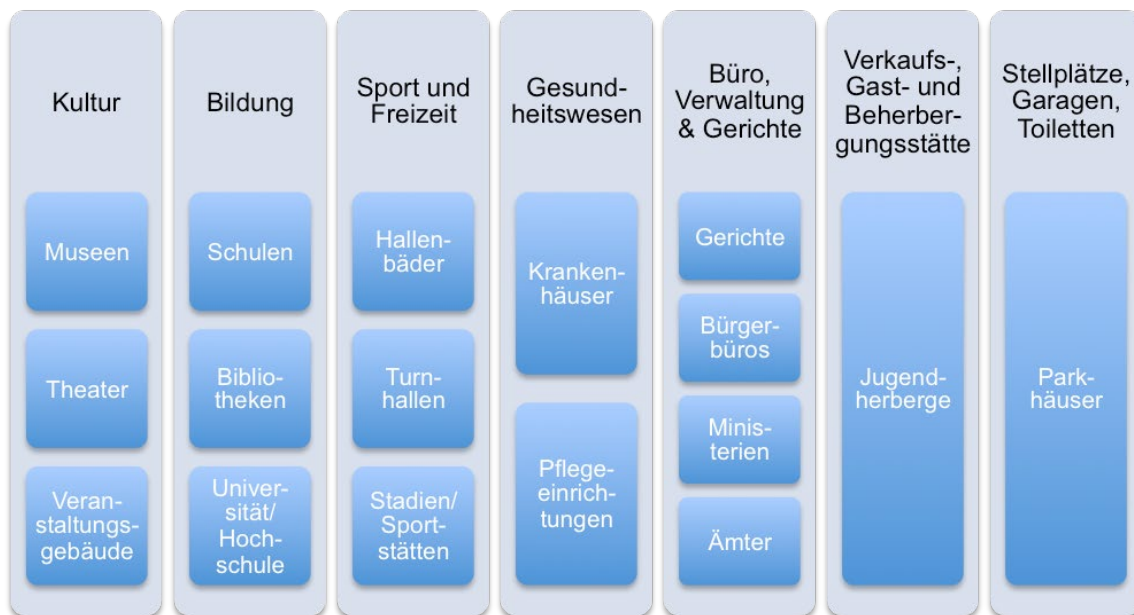 Kultur
Museen
Theater
Veran-
staltungs-
gebäude
Bildung
Schulen
Biblio-
theken
Univer-
sität/
Hoch-
schule
Sport und
Freizeit
Hallen-
bäder
Turn-
hallen
Stadien/
Sport-
stätten
Gesund-
heitswesen
Kranken-
häuser
Pflege-
einrich-
tungen
Büro,
Verwaltung
& Gerichte
Gerichte
Bürger-
büros
Minis-
terien
Ämter
Verkaufs-,
Gast- und
Beherber-
gungsstätte
Jugend-
herberge
Stellplätze,
Garagen,
Toiletten
Park-
häuser